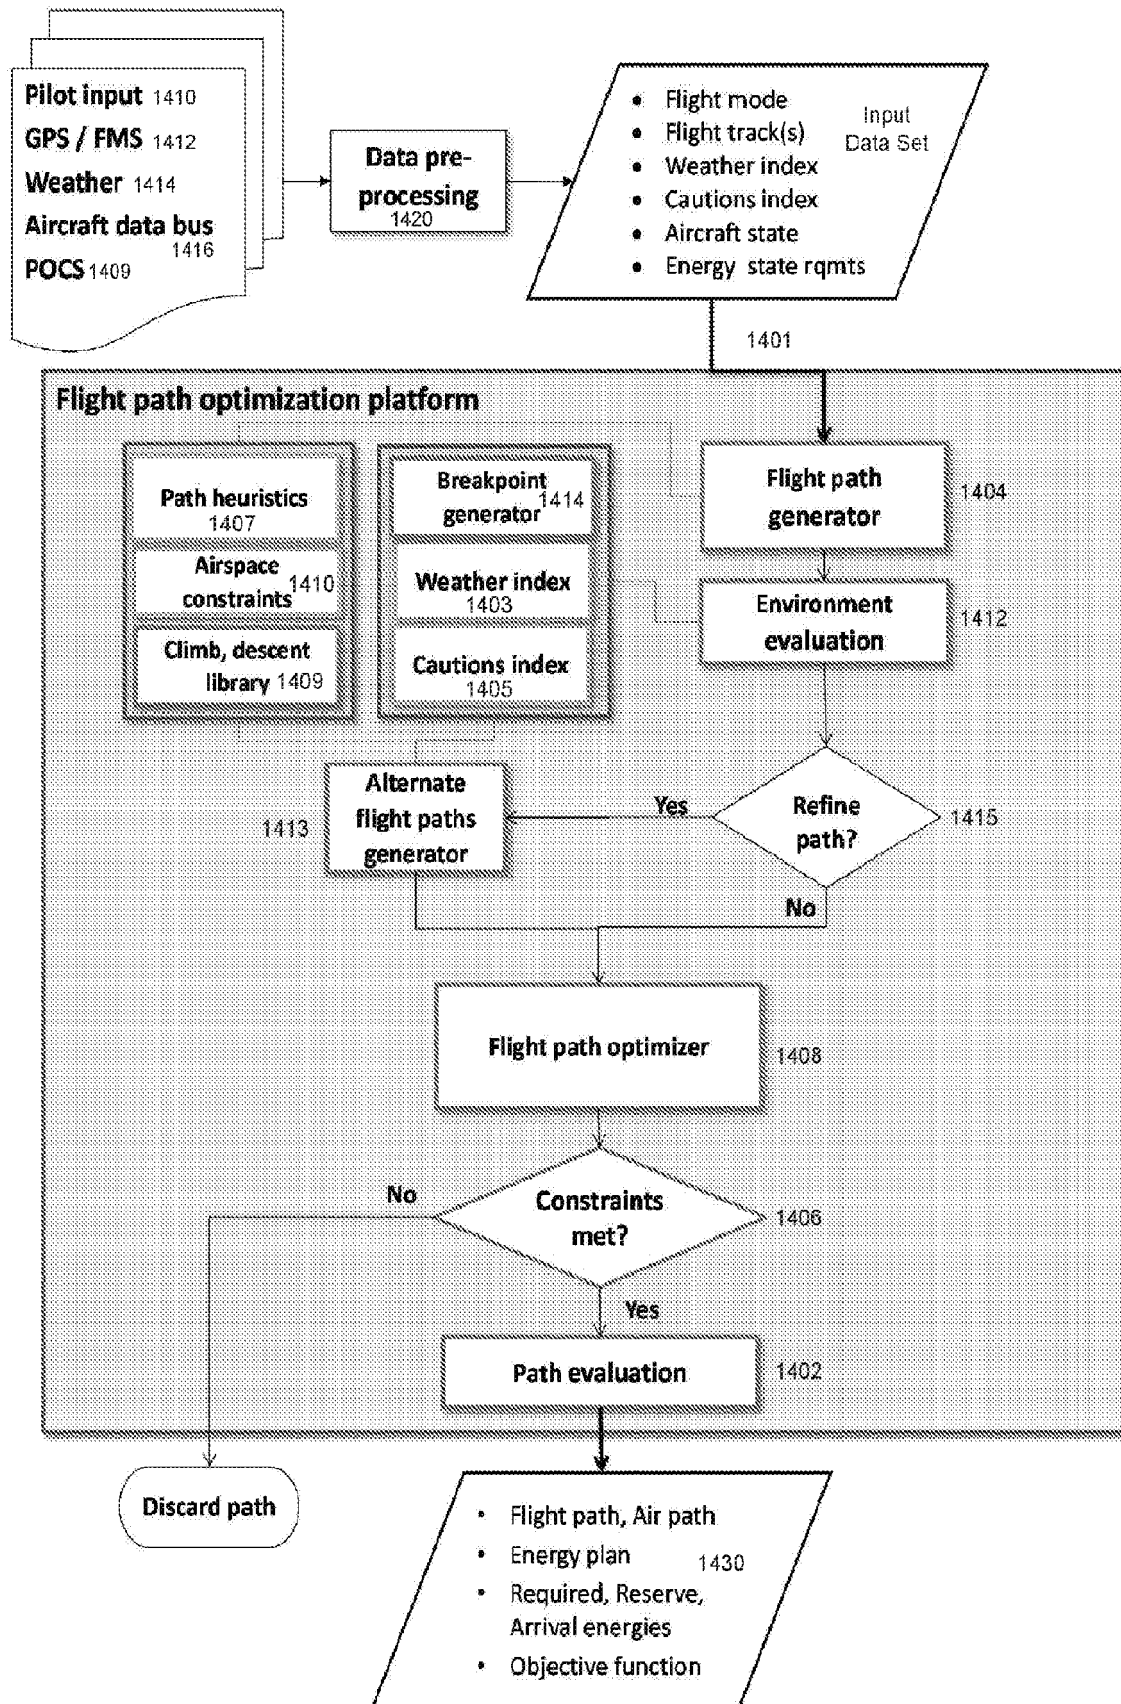 Pilot input 1410
GPS / FMS 1412
Weather 1414
Aircraft data bus
1416
POCS 1409
Data pre-
processing
1420
• Flight mode
• Flight track(s)
• Weather index
• Cautions index
• Aircraft state
• Energy state rqmts
Input
Data Set
1401
Flight path optimization platform
Path heuristics
1407
Airspace
constraints 1410
Climb, descent
library 1409
Breakpoint
generator 1414
Weather index
1403
Cautions index
1405
Flight path
generator
1404
Environment
evaluation
1412
Alternate
flight paths
generator
1413
Yes
Refine
path?
1415
No
Flight path optimizer
1408
No
Constraints
met?
1406
Yes
Path evaluation
1402
Discard path
• Flight path, Air path
• Energy plan
1430
• Required, Reserve,
Arrival energies
• Objective function